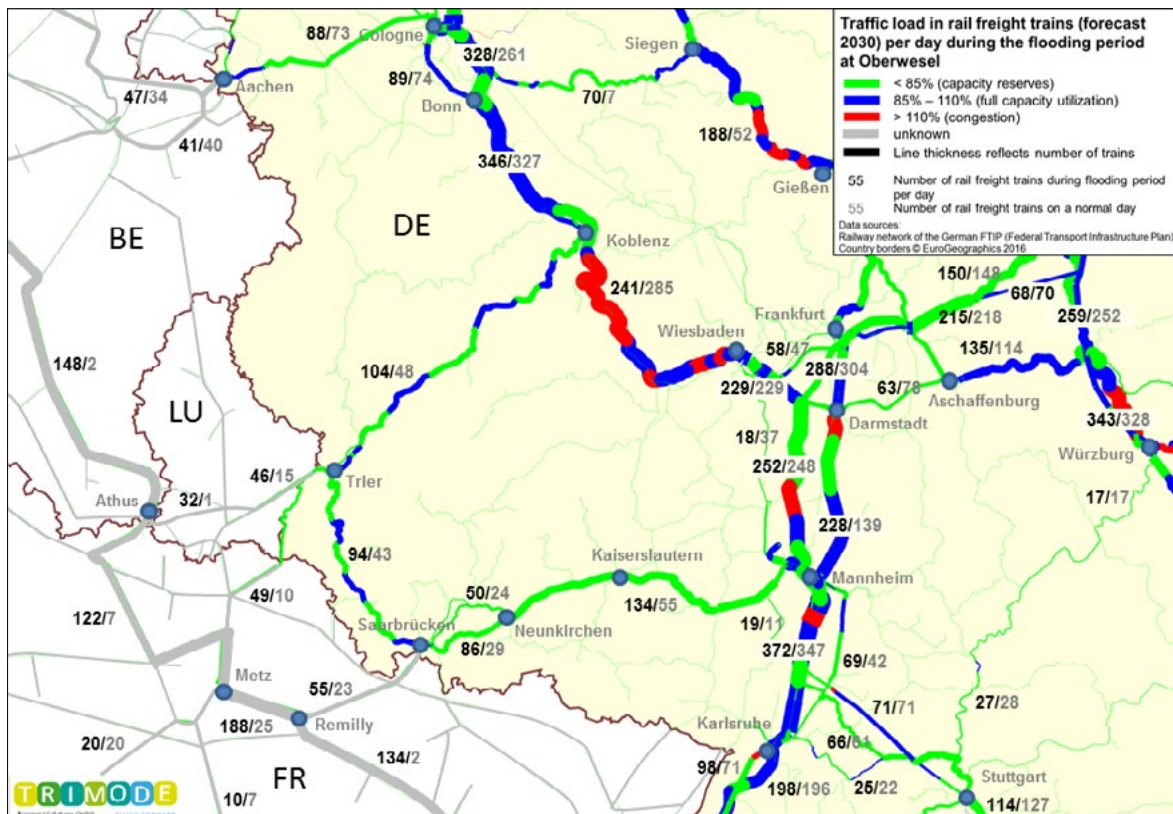 Traffic load in rail freight trains (forecast
2030) per day during the flooding period
at Oberwesel
< 85% (capacity reserves)
85% – 110% (full capacity utilization)
> 110% (congestion)
unknown
Line thickness reflects number of trains
55 Number of rail freight trains during flooding period
per day
55 Number of rail freight trains on a normal day
Data sources:
Railway network of the German FTIP (Federal Transport Infrastructure Plan)
Country borders © EuroGeographics 2016
88/73
Cologne
328/261
Siegen
Aachen
89/74
47/34
Bonn
70/7
41/40
188/52
346/327
Gießen
BE
DE
Koblenz
150/148
68/70
241/285
Frankfurt
215/218
259/252
Wiesbaden
58/47
135/114
148/2
104/48
288/304
229/229
63/78
Aschaffenburg
LU
Darmstadt
343/328
18/37
Würzburg
252/248
46/15
Trier
Athus
32/1
17/17
228/139
94/43
Kaiserslautern
Mannheim
50/24
49/10
134/55
122/7
Saarbrücken
Neunkirchen
19/11
86/29
372/347
69/42
Metz
55/23
27/28
188/25
Remilly
71/71
Karlsruhe
66/61
20/20
134/2
98/71
Stuttgart
FR
198/196
25/22
10/7
114/127
TRIMODE